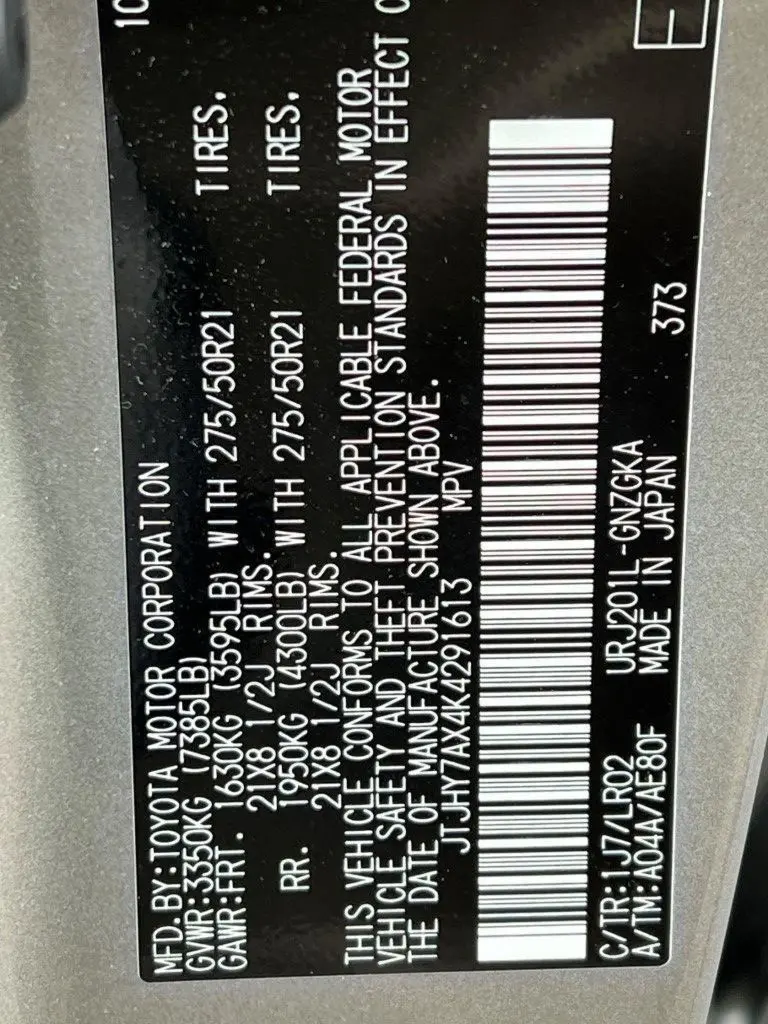 10
MFD.BY:TOYOTA MOTOR CORPORATION
GVWR:3350KG (7385LB)
GAWR:FRT. 1630KG (3595LB) WITH 275/50R21 TIRES.
21X8 1/2J RIMS.
RR. 1950KG (4300LB) WITH 275/50R21 TIRES.
21X8 1/2J RIMS.
THIS VEHICLE CONFORMS TO ALL APPLICABLE FEDERAL MOTOR
VEHICLE SAFETY AND THEFT PREVENTION STANDARDS IN EFFECT O
THE DATE OF MANUFACTURE SHOWN ABOVE.
JTJHY7AX4K4291613 MPV
C/TR:1J7/LR02 URJ201L-GNZGKA 373
A/TM:A04A/AE80F MADE IN JAPAN